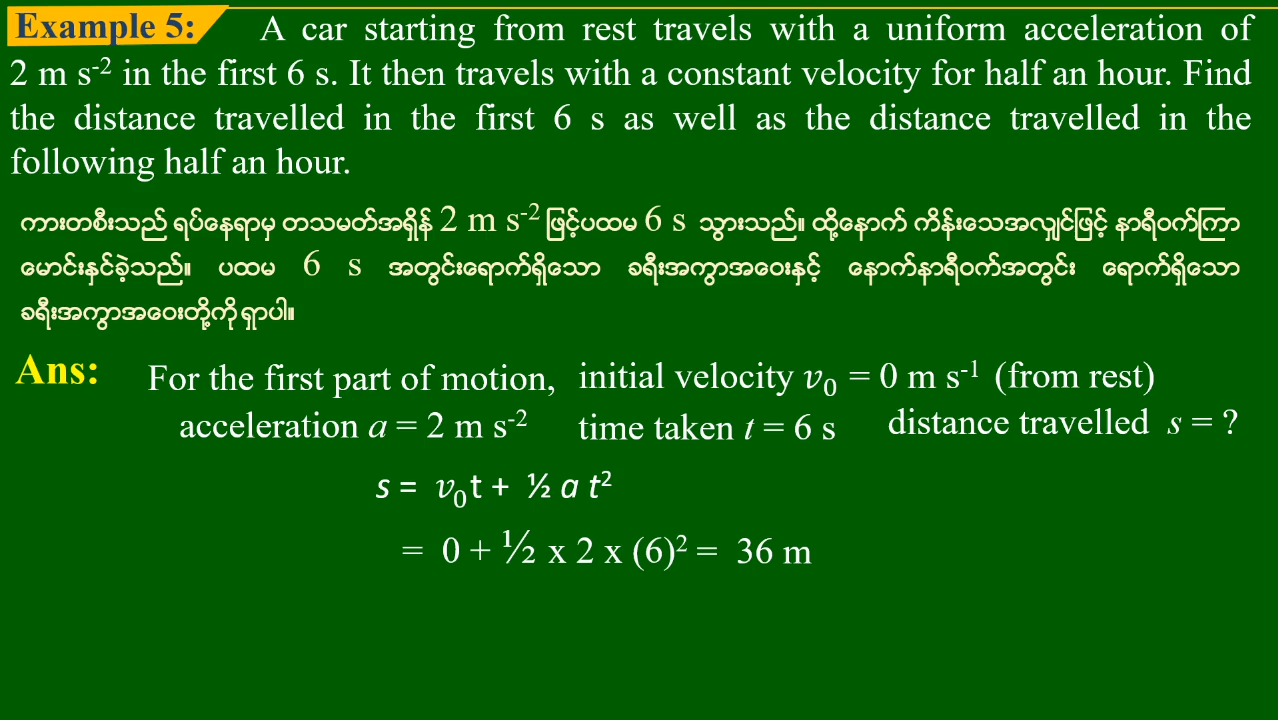 Example 5: A car starting from rest travels with a uniform acceleration of
2 m s⁻² in the first 6 s. It then travels with a constant velocity for half an hour. Find
the distance travelled in the first 6 s as well as the distance travelled in the
following half an hour.
ကားတစီးသည် ရပ်နေရာမှ တသမတ်အရှိန် 2 m s⁻² ဖြင့်ပထမ 6 s သွားသည်။ ထို့နောက် ကိန်းသေအလျှင်ဖြင့် နာရီဝက်ကြာ
မောင်းနှင်ခဲ့သည်။ ပထမ 6 s အတွင်းရောက်ရှိသော ခရီးအကွာအဝေးနှင့် နောက်နာရီဝက်အတွင်း ရောက်ရှိသော
ခရီးအကွာအဝေးတို့ကို ရှာပါ။
Ans: For the first part of motion, initial velocity v₀ = 0 m s⁻¹ (from rest)
acceleration a = 2 m s⁻² time taken t = 6 s distance travelled s = ?
s = v₀t + ½ a t²
= 0 + ½ x 2 x (6)² = 36 m